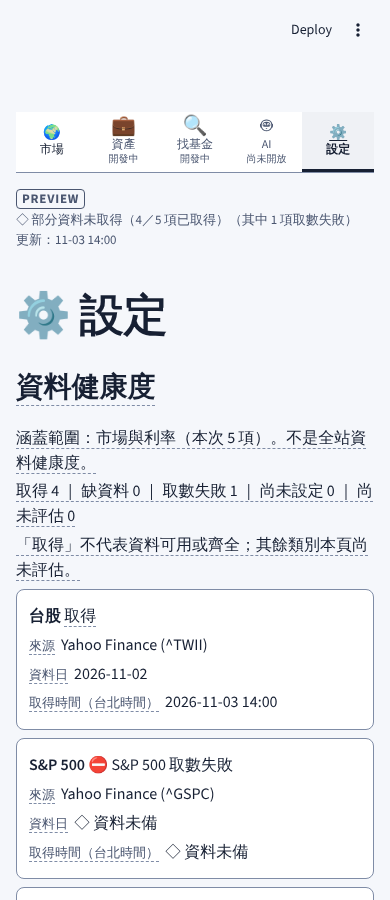 Deploy
市場
資產
開發中
找基金
開發中
AI
尚未開放
設定
PREVIEW
◇ 部分資料未取得（4／5 項已取得）（其中 1 項取數失敗）
更新：11-03 14:00
設定
資料健康度
涵蓋範圍：市場與利率（本次 5 項）。不是全站資
料健康度。
取得 4 ｜ 缺資料 0 ｜ 取數失敗 1 ｜ 尚未設定 0 ｜ 尚
未評估 0
「取得」不代表資料可用或齊全；其餘類別本頁尚
未評估。
台股 取得
來源 Yahoo Finance (^TWII)
資料日 2026-11-02
取得時間（台北時間） 2026-11-03 14:00
S&P 500 ⛔ S&P 500 取數失敗
來源 Yahoo Finance (^GSPC)
資料日 ◇ 資料未備
取得時間（台北時間） ◇ 資料未備